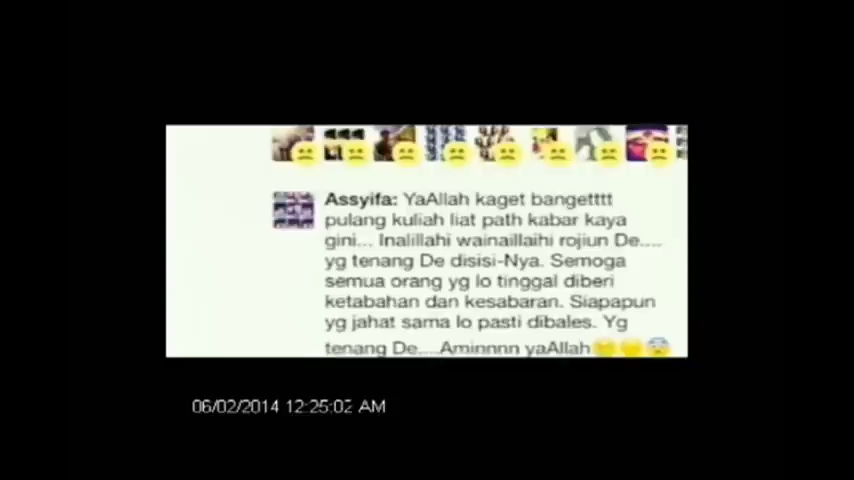 Assyifa: YaAllah kaget bangetttt
pulang kuliah liat path kabar kaya
gini... Inalillahi wainaillaihi rojiun De....
yg tenang De disisi-Nya. Semoga
semua orang yg lo tinggal diberi
ketabahan dan kesabaran. Siapapun
yg jahat sama lo pasti dibales. Yg
tenang De....Aminnnn yaAllah
06/02/2014 12:25:02 AM